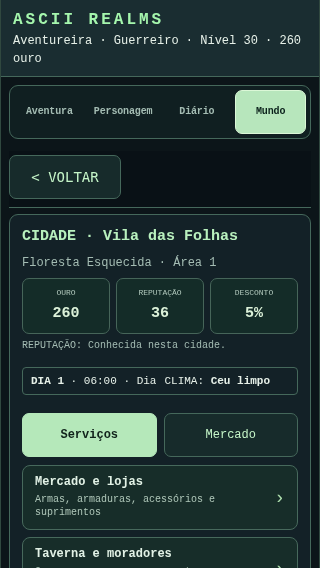 ASCII REALMS
Aventureira · Guerreiro · Nível 30 · 260
ouro
Aventura Personagem Diário Mundo
< VOLTAR
CIDADE · Vila das Folhas
Floresta Esquecida · Área 1
OURO REPUTAÇÃO DESCONTO
260 36 5%
REPUTAÇÃO: Conhecida nesta cidade.
DIA 1 · 06:00 · Dia CLIMA: Ceu limpo
Serviços Mercado
Mercado e lojas
Armas, armaduras, acessórios e
suprimentos
Taverna e moradores